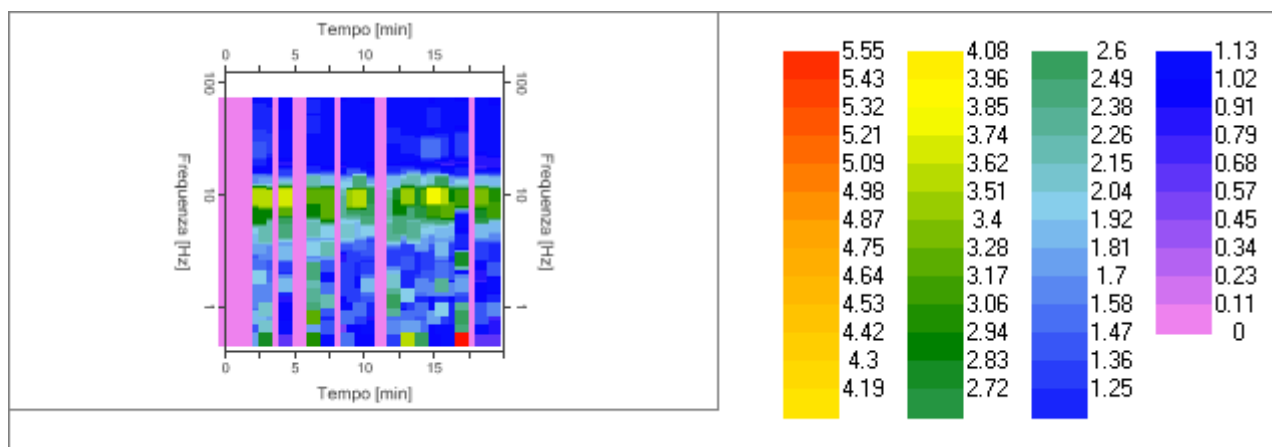 Tempo [min]
0 5 10 15
100 100
Frequenza [Hz] 10 10 Frequenza [Hz]
1 1
0 5 10 15
Tempo [min]
5.55 4.08 2.6 1.13
5.43 3.96 2.49 1.02
5.32 3.85 2.38 0.91
5.21 3.74 2.26 0.79
5.09 3.62 2.15 0.68
4.98 3.51 2.04 0.57
4.87 3.4 1.92 0.45
4.75 3.28 1.81 0.34
4.64 3.17 1.7 0.23
4.53 3.06 1.58 0.11
4.42 2.94 1.47 0
4.3 2.83 1.36
4.19 2.72 1.25